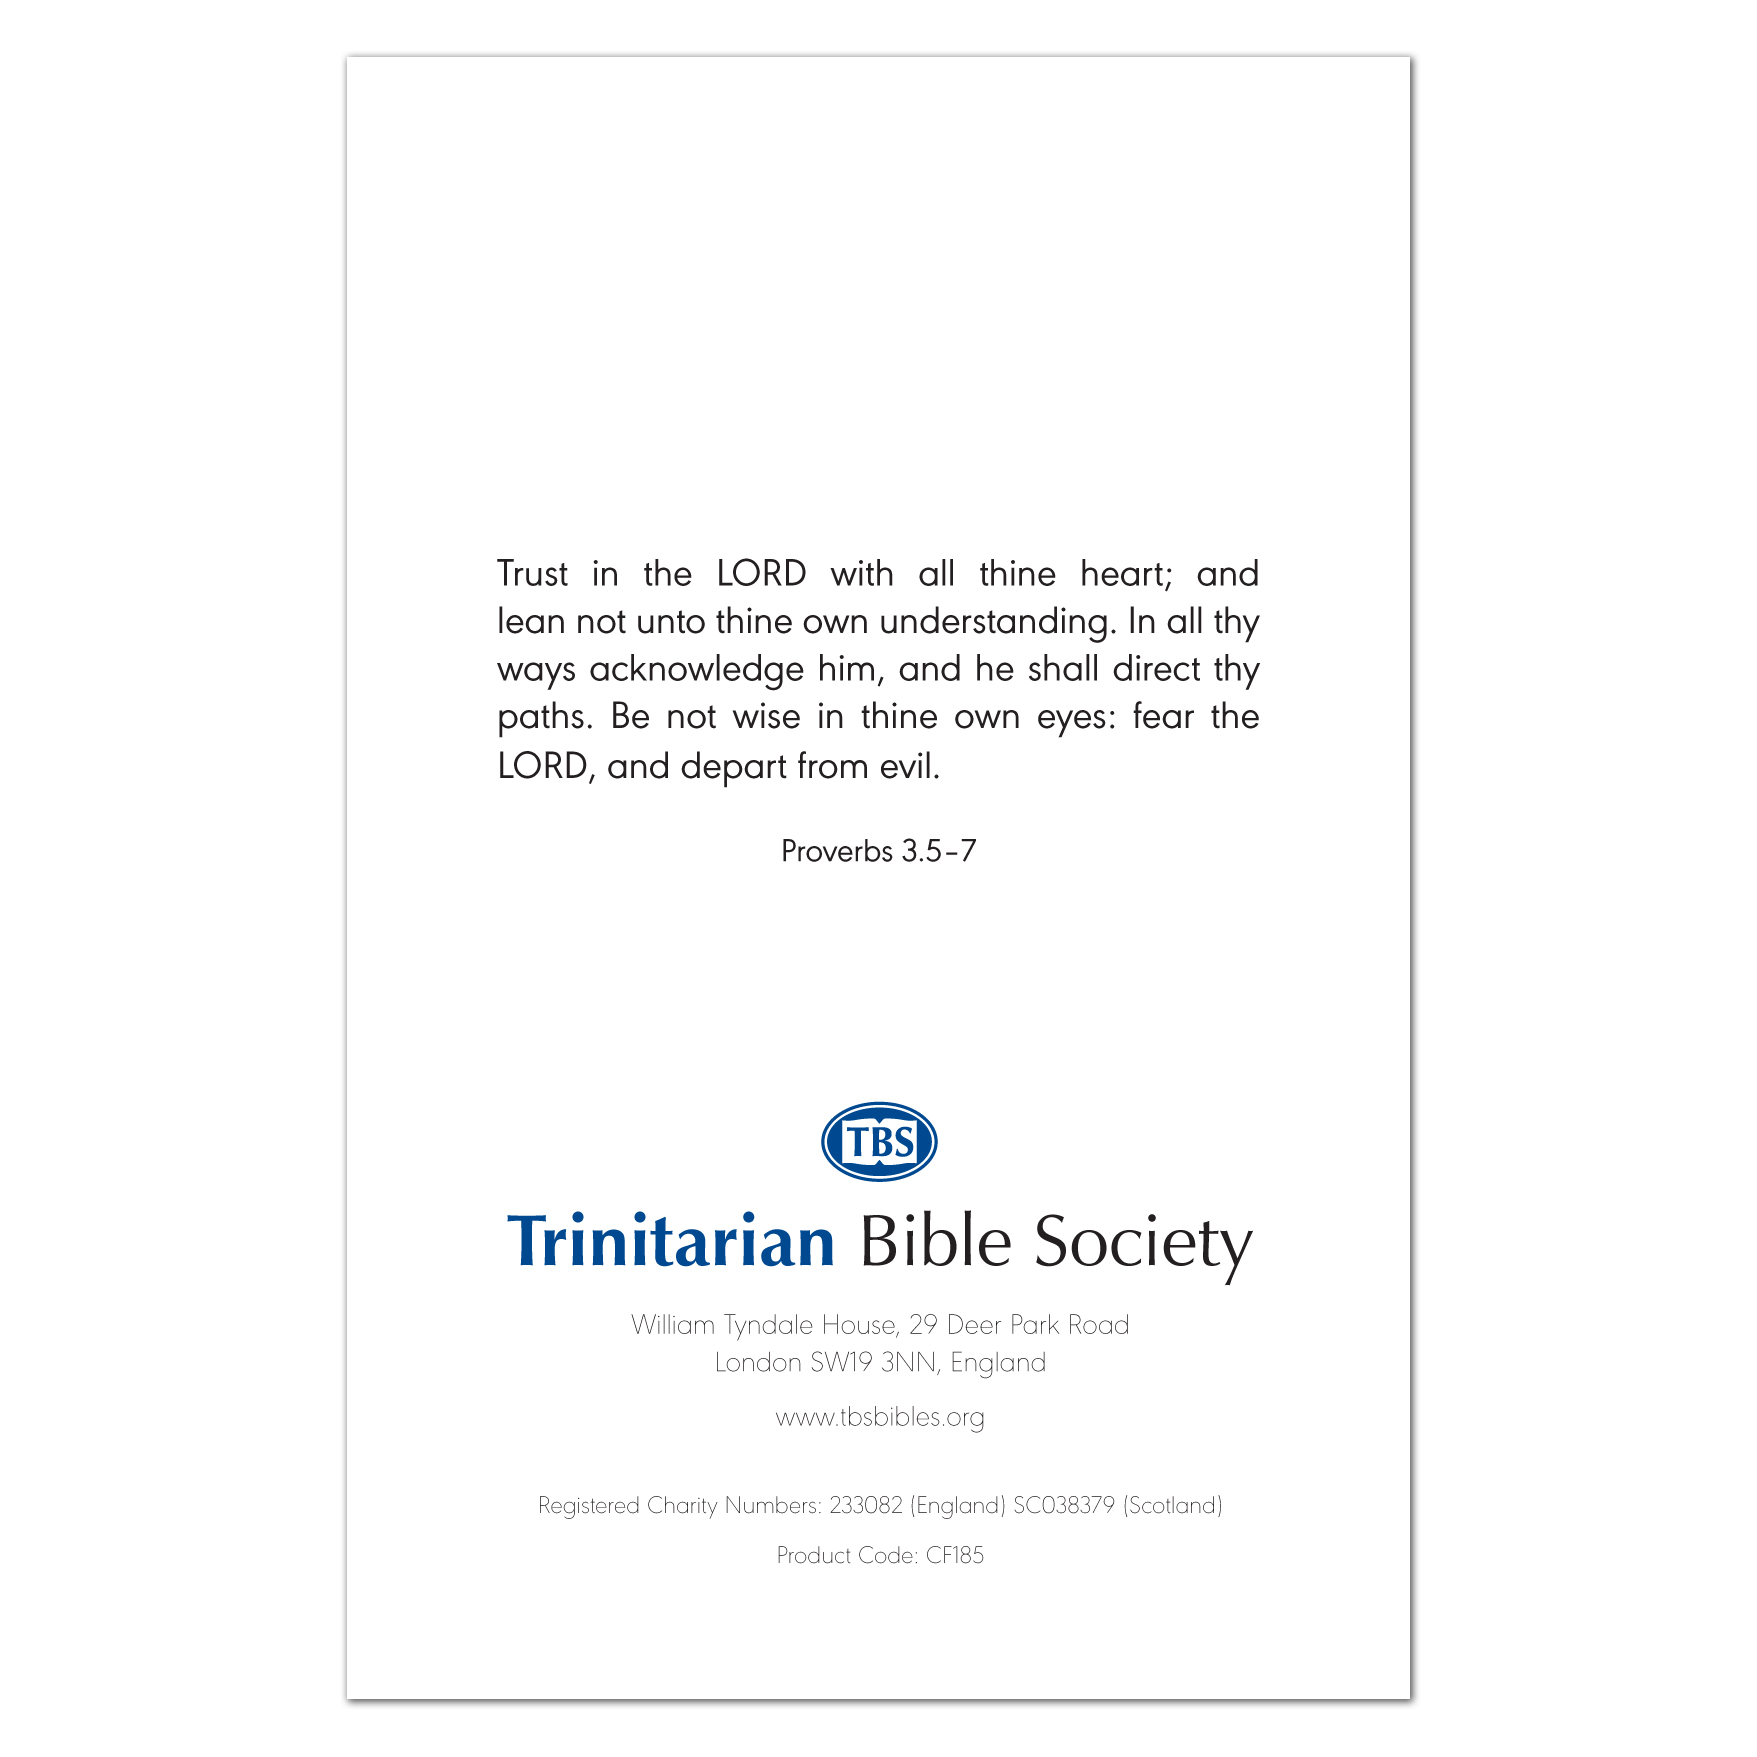 Trust in the LORD with all thine heart; and
lean not unto thine own understanding. In all thy
ways acknowledge him, and he shall direct thy
paths. Be not wise in thine own eyes: fear the
LORD, and depart from evil.
Proverbs 3.5–7
TBS
Trinitarian Bible Society
William Tyndale House, 29 Deer Park Road
London SW19 3NN, England
www.tbsbibles.org
Registered Charity Numbers: 233082 (England) SC038379 (Scotland)
Product Code: CF185